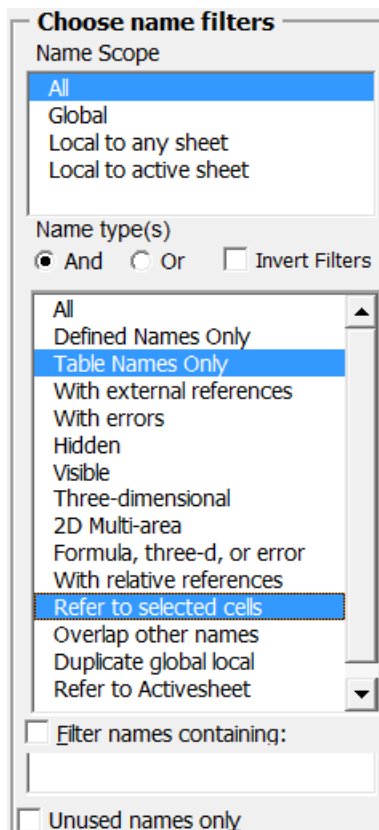 Choose name filters
Name Scope
All
Global
Local to any sheet
Local to active sheet
Name type(s)
And Or Invert Filters
All
Defined Names Only
Table Names Only
With external references
With errors
Hidden
Visible
Three-dimensional
2D Multi-area
Formula, three-d, or error
With relative references
Refer to selected cells
Overlap other names
Duplicate global local
Refer to Activesheet
Filter names containing:
Unused names only